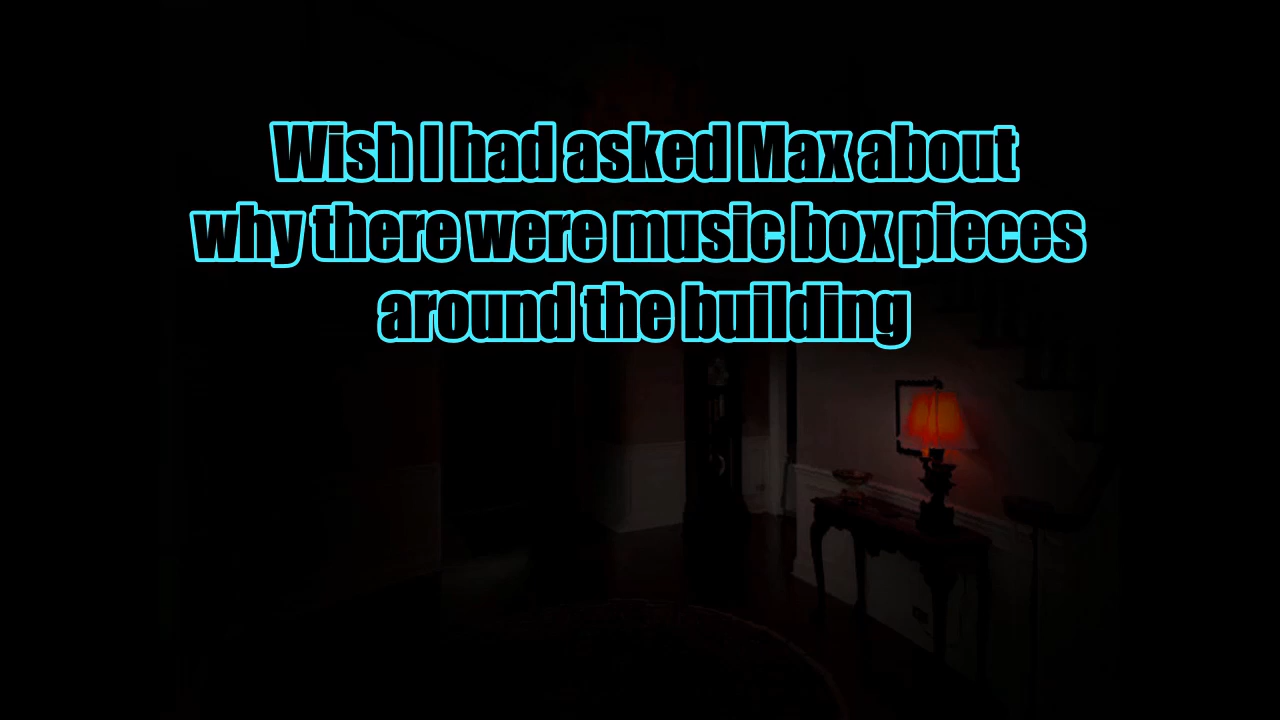 Wish I had asked Max about
why there were music box pieces
around the building